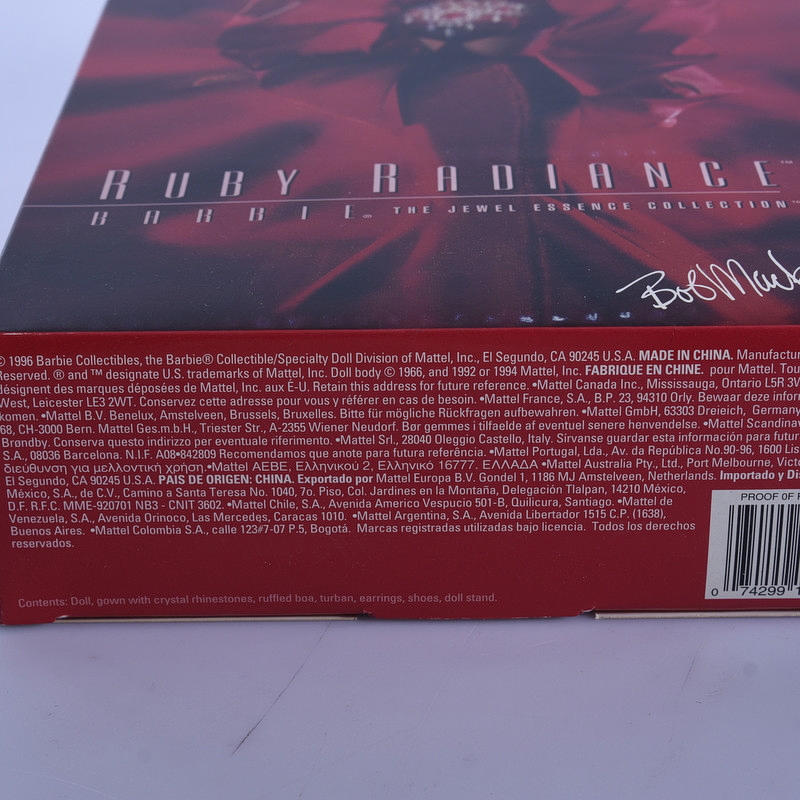 RUBY RADIANCE™
BARBIE® THE JEWEL ESSENCE COLLECTION™
Bob Mack
© 1996 Barbie Collectibles, the Barbie® Collectible/Specialty Doll Division of Mattel, Inc., El Segundo, CA 90245 U.S.A. MADE IN CHINA. Manufactur
Reserved. ® and ™ designate U.S. trademarks of Mattel, Inc. Doll body © 1966, and 1992 or 1994 Mattel, Inc. FABRIQUÉ EN CHINE. pour Mattel. Tou
désignent des marques déposées de Mattel, Inc. aux É-U. Retain this address for future reference. •Mattel Canada Inc., Mississauga, Ontario L5R 3V
West, Leicester LE3 2WT. Conservez cette adresse pour vous y référer en cas de besoin. •Mattel France, S.A., B.P. 23, 94310 Orly. Bewaar deze infor
komen. •Mattel B.V. Benelux, Amstelveen, Brussels, Bruxelles. Bitte für mögliche Rückfragen aufbewahren. •Mattel GmbH, 63303 Dreieich, Germany
68, CH-3000 Bern. Mattel Ges.m.b.H., Triester Str., A-2355 Wiener Neudorf. Bør gemmes i tilfaelde af eventuel senere henvendelse. •Mattel Scandinav
Brøndby. Conserva questo indirizzo per eventuale riferimento. •Mattel Srl., 28040 Oleggio Castello, Italy. Sirvanse guardar esta información para futur
S.A., 08036 Barcelona. N.I.F. A08•842809 Recomendamos que anote para futura referência. •Mattel Portugal, Ltd., Av. da República No.90-96, 1600 Lis
διεύθυνση για μελλοντική χρήση.•Mattel AEBE, Ελληνικού 2, Ελληνικό 16777. ΕΛΛΑΔΑ •Mattel Australia Pty., Ltd., Port Melbourne, Victo
El Segundo, CA 90245 U.S.A. PAIS DE ORIGEN: CHINA. Exportado por Mattel Europa B.V. Gondel 1, 1186 MJ Amstelveen, Netherlands. Importado y Di
México, S.A., de C.V., Camino a Santa Teresa No. 1040, 7o. Piso, Col. Jardines en la Montaña, Delegación Tlalpan, 14210 México,
D.F. R.F.C. MME-920701 NB3 - CNIT 3602. •Mattel Chile, S.A., Avenida Americo Vespucio 501-B, Quilicura, Santiago. •Mattel de
Venezuela, S.A., Avenida Orinoco, Las Mercedes, Caracas 1010. •Mattel Argentina, S.A., Avenida Libertador 1515 C.P. (1638),
Buenos Aires. •Mattel Colombia S.A., calle 123#7-07 P.5, Bogotá. Marcas registradas utilizadas bajo licencia. Todos los derechos
reservados.
PROOF OF
0 74299 1
Contents: Doll, gown with crystal rhinestones, ruffled boa, turban, earrings, shoes, doll stand.